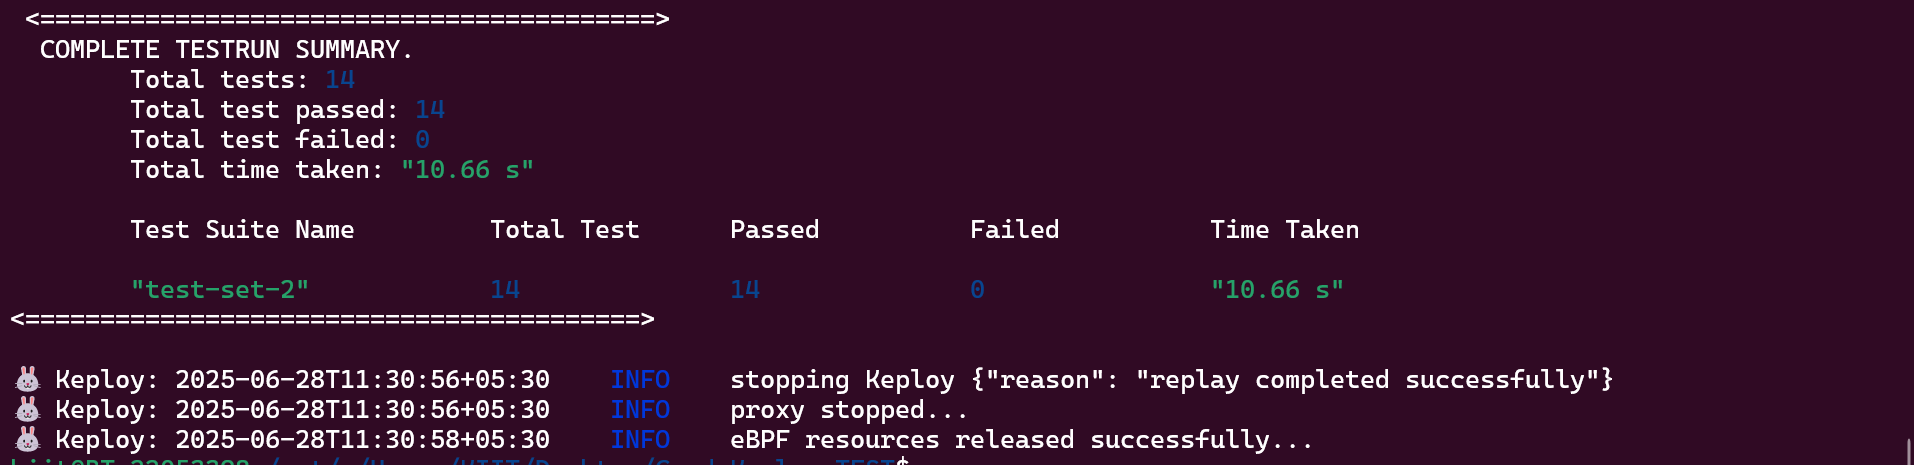 <=========================================>
COMPLETE TESTRUN SUMMARY.
Total tests: 14
Total test passed: 14
Total test failed: 0
Total time taken: "10.66 s"
Test Suite Name Total Test Passed Failed Time Taken
"test-set-2" 14 14 0 "10.66 s"
<=========================================>
🐰 Keploy: 2025-06-28T11:30:56+05:30 INFO stopping Keploy {"reason": "replay completed successfully"}
🐰 Keploy: 2025-06-28T11:30:56+05:30 INFO proxy stopped...
🐰 Keploy: 2025-06-28T11:30:58+05:30 INFO eBPF resources released successfully...